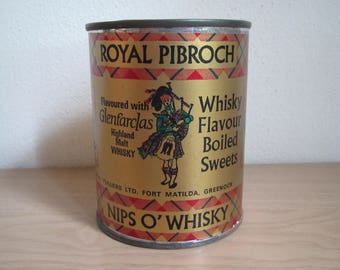 ROYAL PIBROCH
Flavoured with
Glenfarclas
Highland
Malt
WHISKY
Whisky
Flavour
Boiled
Sweets
LTD. FORT MATILDA, GREENOCK
NIPS O' WHISKY